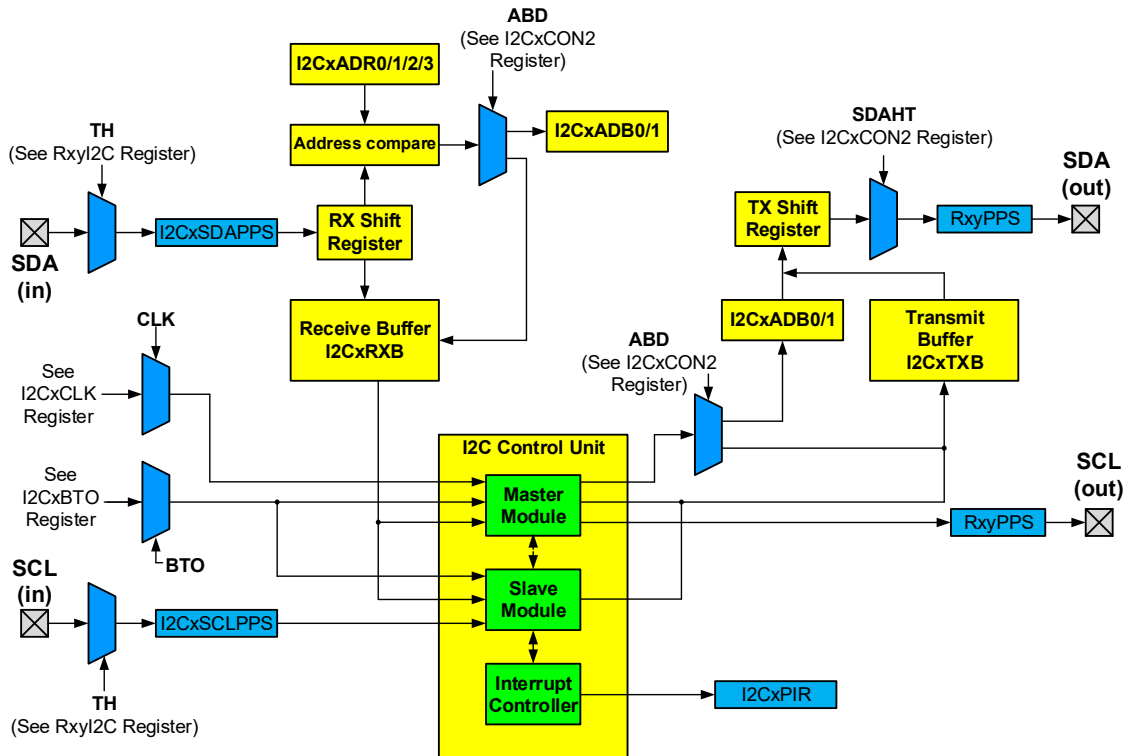 ABD
(See I2CxCON2
Register)
I2CxADR0/1/2/3
SDAHT
(See I2CxCON2
Register)
TH
(See RxyI2C Register)
Address compare
I2CxADB0/1
SDA
(out)
I2CxSDAPPS
RX Shift
Register
TX Shift
Register
RxyPPS
SDA
(in)
CLK
Receive Buffer
I2CxRXB
I2CxADB0/1
Transmit
Buffer
I2CxTXB
ABD
(See I2CxCON2
Register)
See
I2CxCLK
Register
I2C Control Unit
See
I2CxBTO
Register
Master
Module
SCL
(out)
RxyPPS
BTO
SCL
(in)
Slave
Module
I2CxSCLPPS
Interrupt
Controller
I2CxPIR
TH
(See RxyI2C Register)